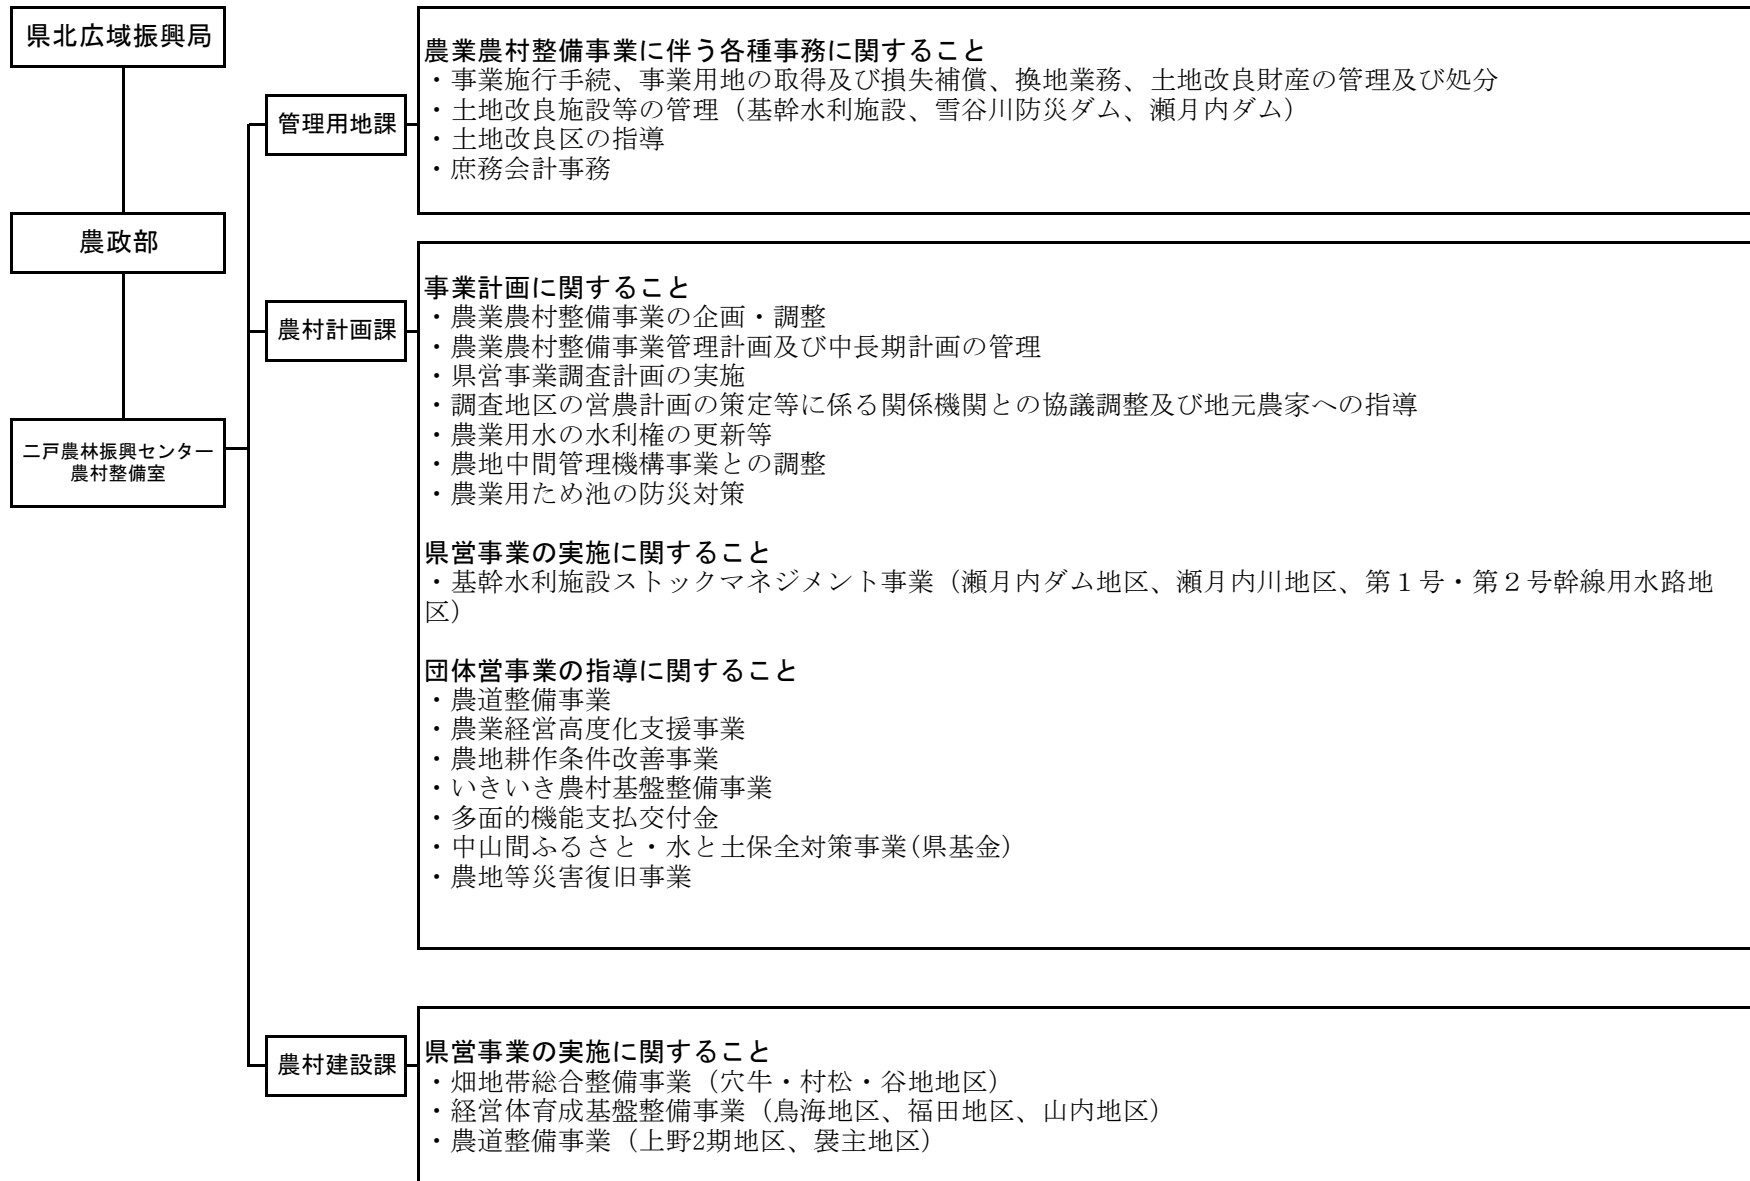 県北広域振興局
農政部
二戸農林振興センター
農村整備室
管理用地課
農業農村整備事業に伴う各種事務に関すること
・事業施行手続、事業用地の取得及び損失補償、換地業務、土地改良財産の管理及び処分
・土地改良施設等の管理（基幹水利施設、雪谷川防災ダム、瀬月内ダム）
・土地改良区の指導
・庶務会計事務
農村計画課
事業計画に関すること
・農業農村整備事業の企画・調整
・農業農村整備事業管理計画及び中長期計画の管理
・県営事業調査計画の実施
・調査地区の営農計画の策定等に係る関係機関との協議調整及び地元農家への指導
・農業用水の水利権の更新等
・農地中間管理機構事業との調整
・農業用ため池の防災対策
県営事業の実施に関すること
・基幹水利施設ストックマネジメント事業（瀬月内ダム地区、瀬月内川地区、第１号・第２号幹線用水路地
区）
団体営事業の指導に関すること
・農道整備事業
・農業経営高度化支援事業
・農地耕作条件改善事業
・いきいき農村基盤整備事業
・多面的機能支払交付金
・中山間ふるさと・水と土保全対策事業(県基金)
・農地等災害復旧事業
農村建設課
県営事業の実施に関すること
・畑地帯総合整備事業（穴牛・村松・谷地地区）
・経営体育成基盤整備事業（鳥海地区、福田地区、山内地区）
・農道整備事業（上野2期地区、袰主地区）